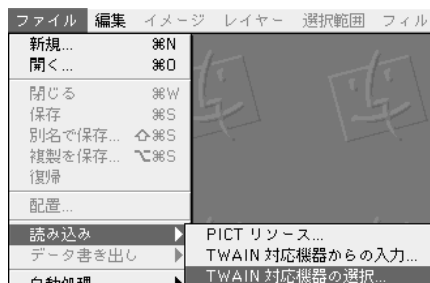 ファイル 編集 イメージ レイヤー 選択範囲 フィル
新規... ⌘N
開く... ⌘O
閉じる ⌘W
保存 ⌘S
別名で保存... ⇧⌘S
複製を保存... ⌥⌘S
復帰
配置...
読み込み ▶
データ書き出し ▶
自動処理 ▶
PICT リソース...
TWAIN 対応機器からの入力...
TWAIN 対応機器の選択...